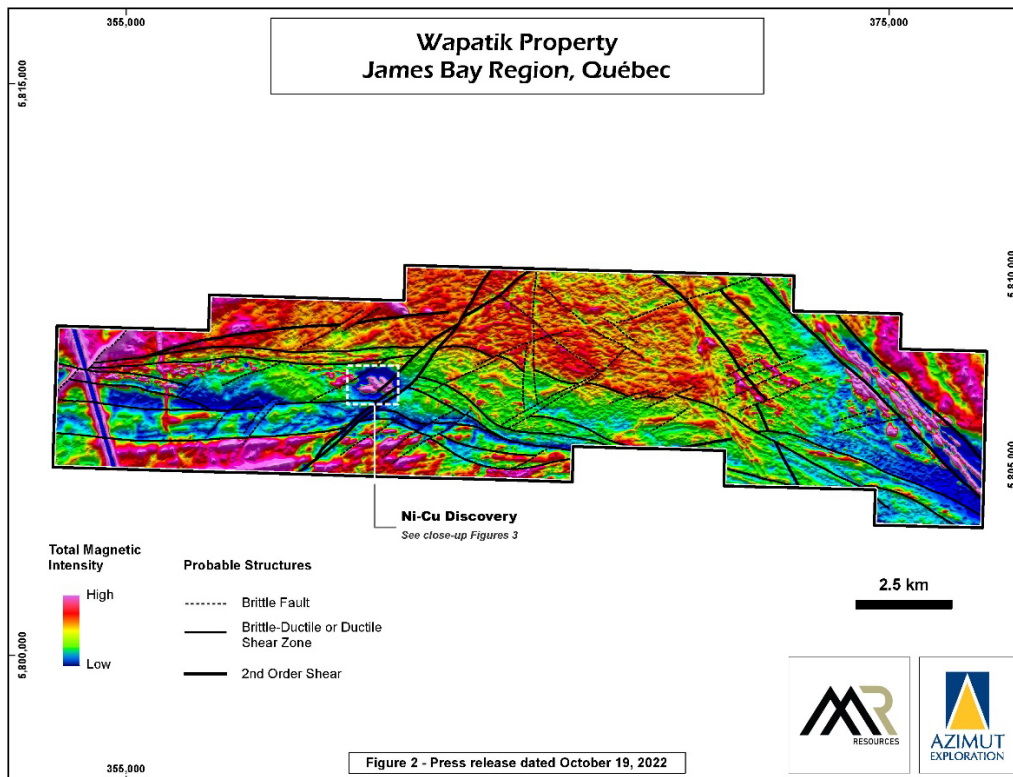 355,000
375,000
Wapatik Property
James Bay Region, Québec
5,815,000
5,810,000
5,805,000
Ni-Cu Discovery
See close-up Figures 3
Total Magnetic
Intensity
High
Low
Probable Structures
Brittle Fault
Brittle-Ductile or Ductile
Shear Zone
2nd Order Shear
2.5 km
5,800,000
RESOURCES
AZIMUT
EXPLORATION
Figure 2 - Press release dated October 19, 2022
355,000